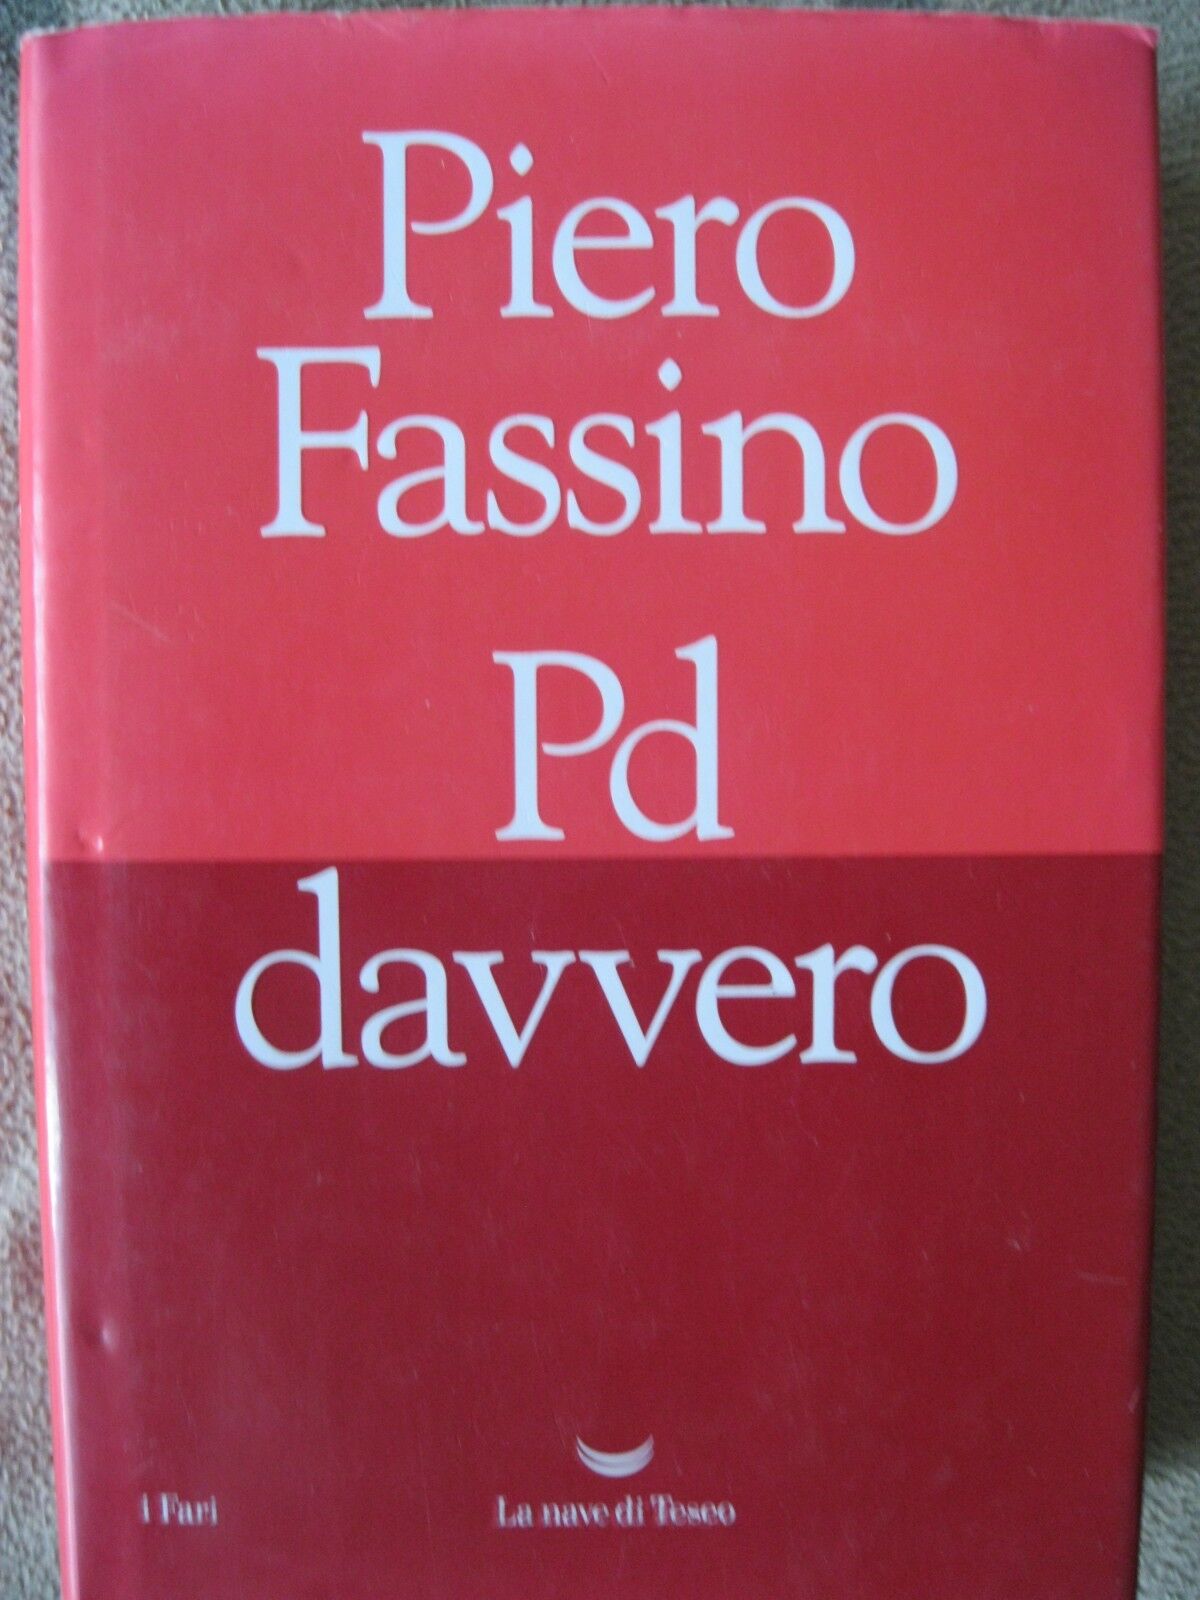 Piero
Fassino
Pd
davvero
i Fari
La nave di Teseo